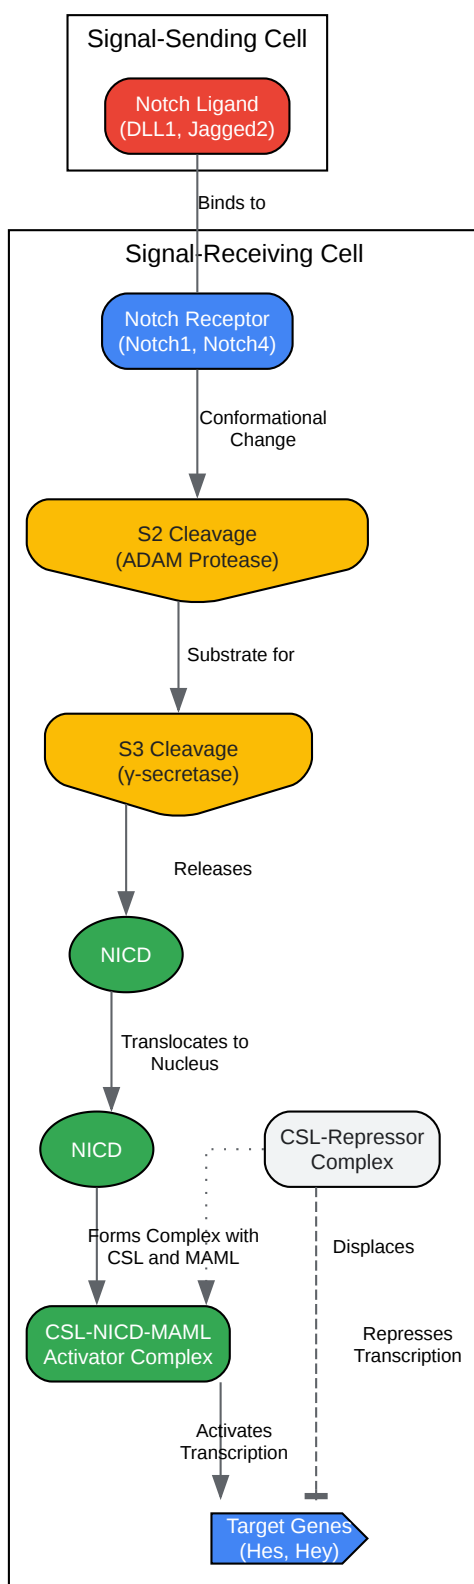 Signal-Sending Cell
Notch Ligand
(DLL1, Jagged2)
Binds to
Signal-Receiving Cell
Notch Receptor
(Notch1, Notch4)
Conformational
Change
S2 Cleavage
(ADAM Protease)
Substrate for
S3 Cleavage
(γ-secretase)
Releases
NICD
Translocates to
Nucleus
NICD
CSL-Repressor
Complex
Forms Complex with
CSL and MAML
Displaces
CSL-NICD-MAML
Activator Complex
Represses
Transcription
Activates
Transcription
Target Genes
(Hes, Hey)